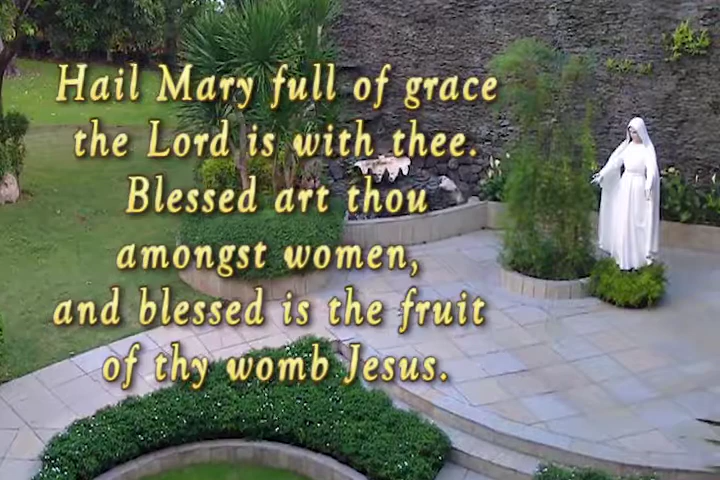 Hail Mary full of grace
the Lord is with thee.
Blessed art thou
amongst women,
and blessed is the fruit
of thy womb Jesus.